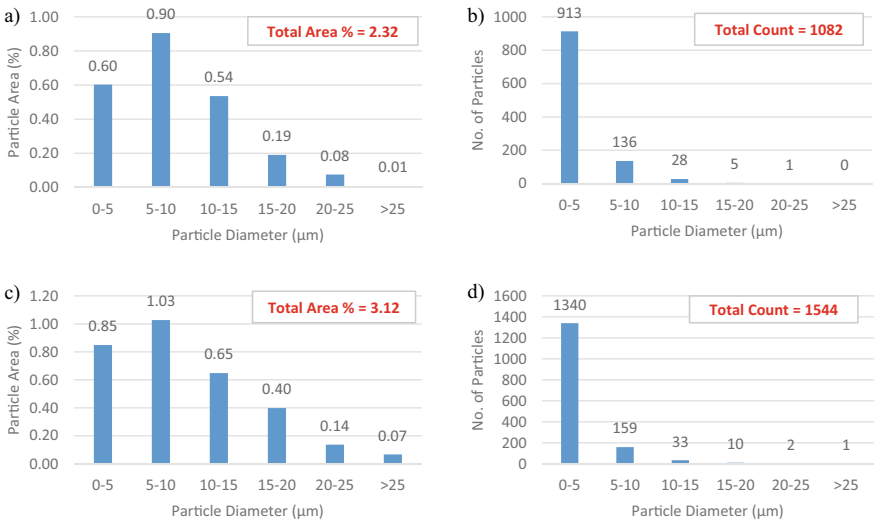 a)
Total Area % = 2.32
Particle Area (%)
1.00
0.80
0.60
0.40
0.20
0.00
0.60
0.90
0.54
0.19
0.08
0.01
0-5 5-10 10-15 15-20 20-25 >25
Particle Diameter (µm)
b)
Total Count = 1082
No. of Particles
1000
800
600
400
200
0
913
136
28
5
1
0
0-5 5-10 10-15 15-20 20-25 >25
Particle Diameter (µm)
c)
Total Area % = 3.12
Particle Area (%)
1.20
1.00
0.80
0.60
0.40
0.20
0.00
0.85
1.03
0.65
0.40
0.14
0.07
0-5 5-10 10-15 15-20 20-25 >25
Particle Diameter (µm)
d)
Total Count = 1544
No. of Particles
1600
1400
1200
1000
800
600
400
200
0
1340
159
33
10
2
1
0-5 5-10 10-15 15-20 20-25 >25
Particle Diameter (µm)